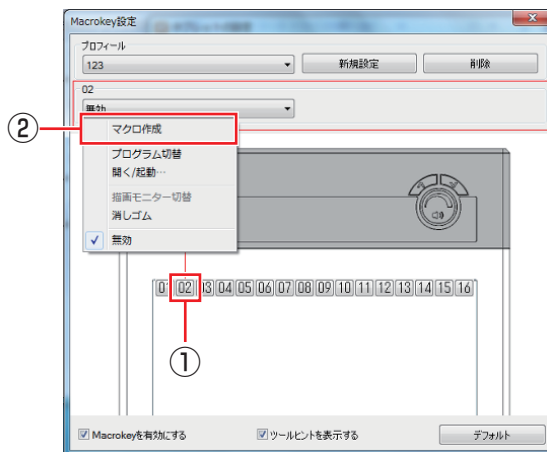 Macrokey設定
プロフィール
123
新規設定
削除
02
無効
②
マクロ作成
プログラム切替
開く/起動…
描画モニター切替
消しゴム
無効
01 02 03 04 05 06 07 08 09 10 11 12 13 14 15 16
①
Macrokeyを有効にする
ツールヒントを表示する
デフォルト